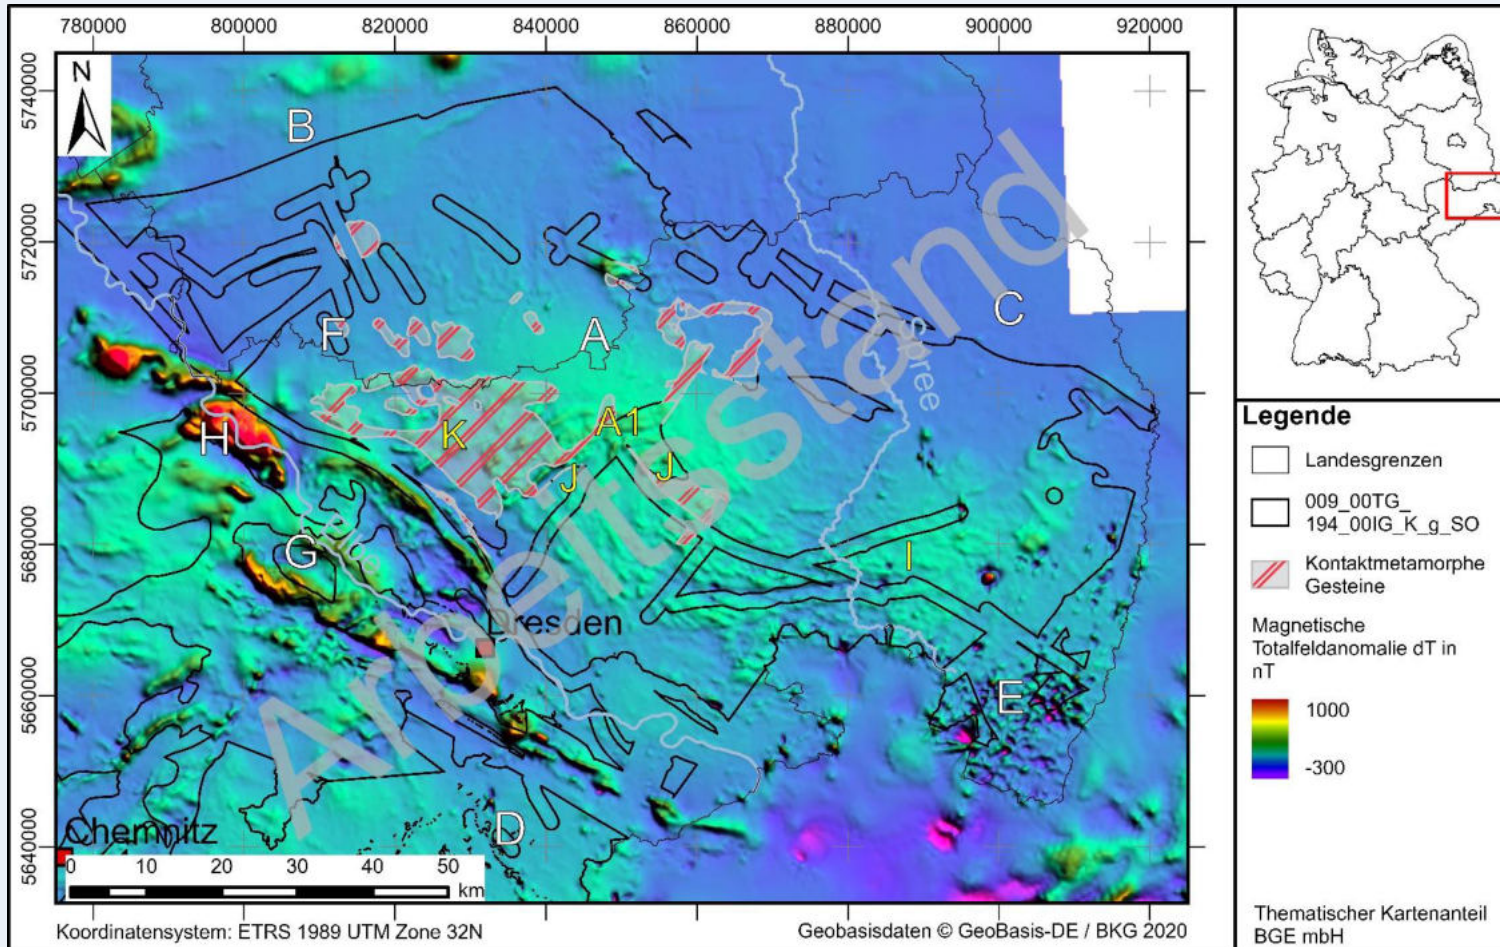 780000 800000 820000 840000 860000 880000 900000 920000
5740000
5720000
5700000
5680000
5660000
5640000
N
B
C
A
F
A1
H
K
J
J
G
I
E
D
Spree
Elbe
Dresden
Chemnitz
Arbeitsstand
0 10 20 30 40 50
km
Koordinatensystem: ETRS 1989 UTM Zone 32N
Geobasisdaten © GeoBasis-DE / BKG 2020
Legende
Landesgrenzen
009_00TG_
194_00IG_K_g_SO
Kontaktmetamorphe
Gesteine
Magnetische
Totalfeldanomalie dT in
nT
1000
-300
Thematischer Kartenanteil
BGE mbH